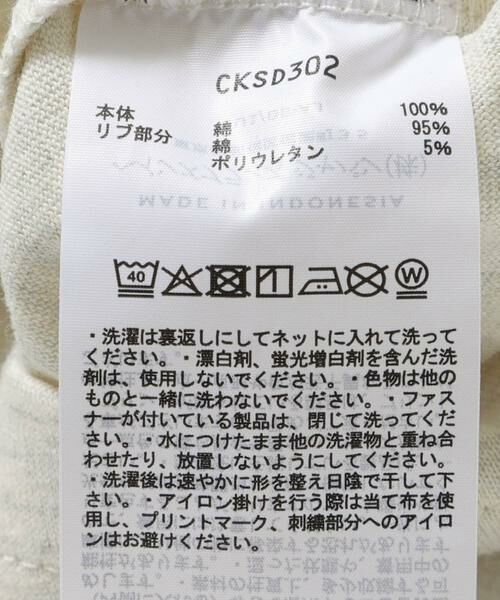 CKSD302
本体 綿 100%
リブ部分 綿 95%
ポリウレタン 5%
MADE IN INDONESIA
40
W
・洗濯は裏返しにしてネットに入れて洗って
ください。・漂白剤、蛍光増白剤を含んだ洗
剤は、使用しないでください。・色物は他の
ものと一緒に洗わないでください。・ファス
ナーが付いている製品は、閉じて洗ってくだ
さい。・水につけたまま他の洗濯物と重ね合
わせたり、放置しないようにしてください。
・洗濯後は速やかに形を整え日陰で干して下
さい。・アイロン掛けを行う際は当て布を使
用し、プリントマーク、刺繍部分へのアイロ
ンはお避けください。